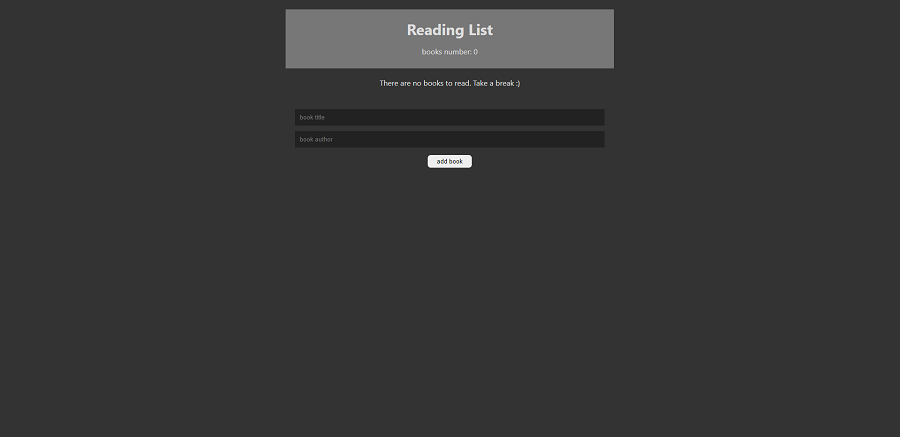 Reading List
books number: 0
There are no books to read. Take a break :)
book title
book author
add book